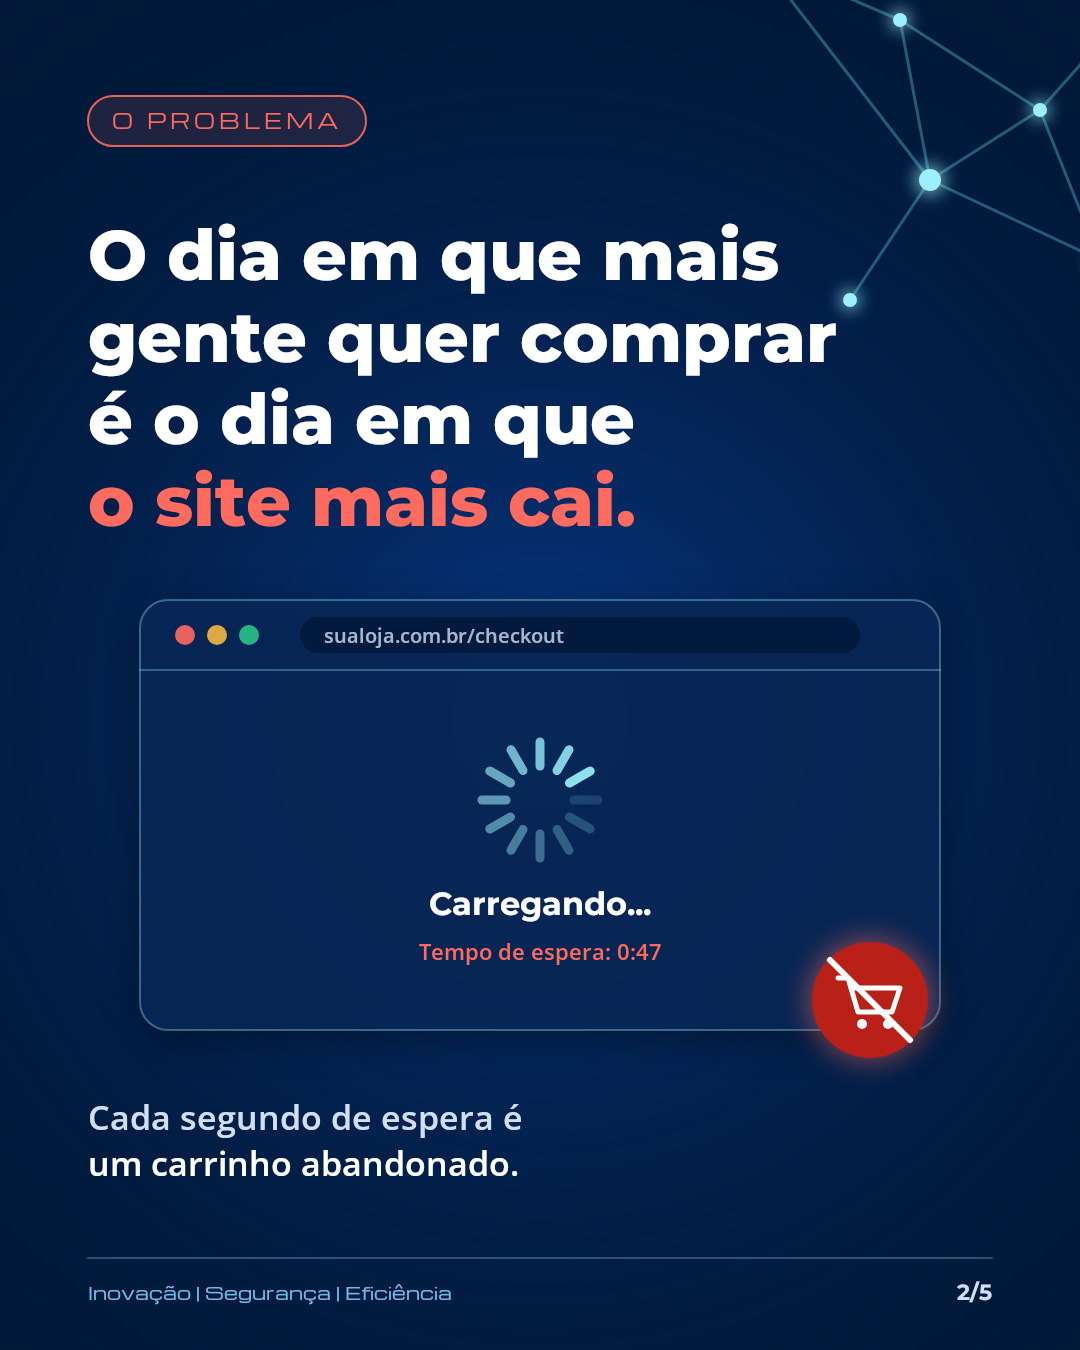 O PROBLEMA
O dia em que mais
gente quer comprar
é o dia em que
o site mais cai.
sualoja.com.br/checkout
Carregando...
Tempo de espera: 0:47
Cada segundo de espera é
um carrinho abandonado.
Inovação | Segurança | Eficiência
2/5